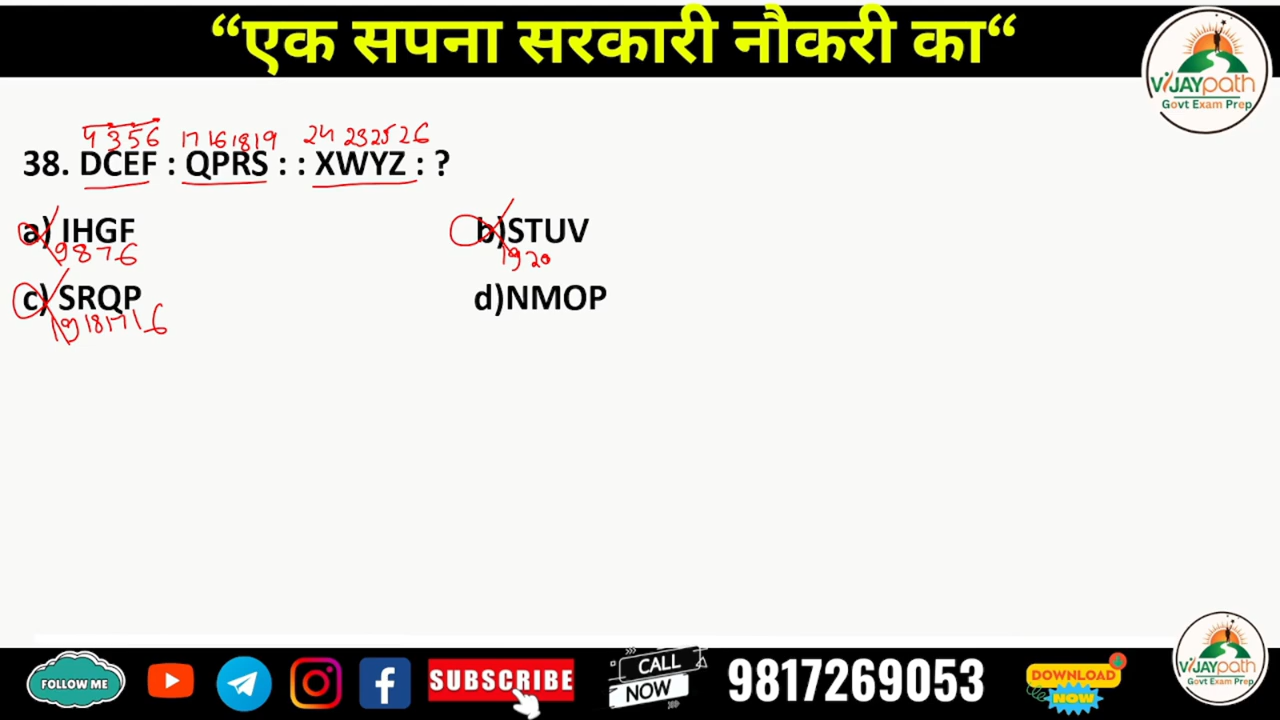 “एक सपना सरकारी नौकरी का“
VIJAYpath
Govt Exam Prep
4 3 5 6 17 16 18 19 24 23 25 26
38. DCEF : QPRS : : XWYZ : ?
a) IHGF b)STUV
9 8 7 6 19 20
c) SRQP d)NMOP
19 18 17 16
VIJAYpath
Govt Exam Prep
FOLLOW ME
SUBSCRIBE
CALL
NOW
9817269053
DOWNLOAD
NOW